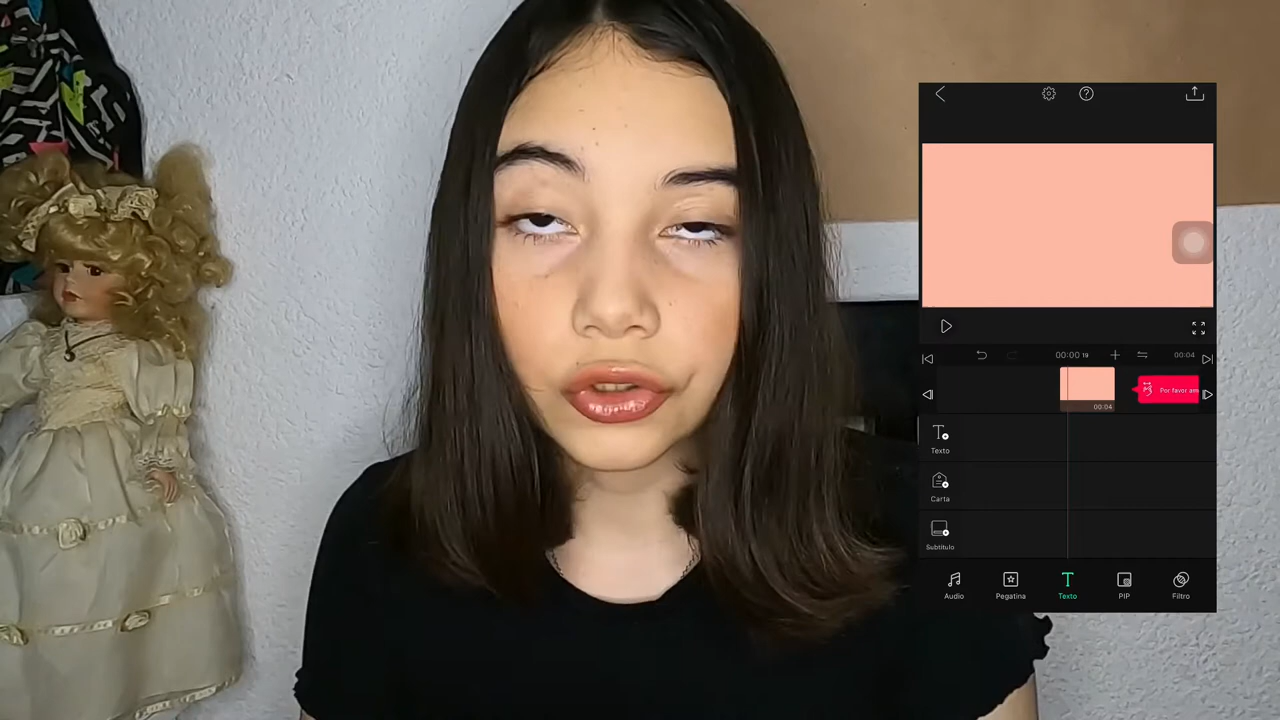 00:00 19
00:04
Por favor am
00:04
Texto
Carta
Subtítulo
Audio
Pegatina
Texto
PIP
Filtro